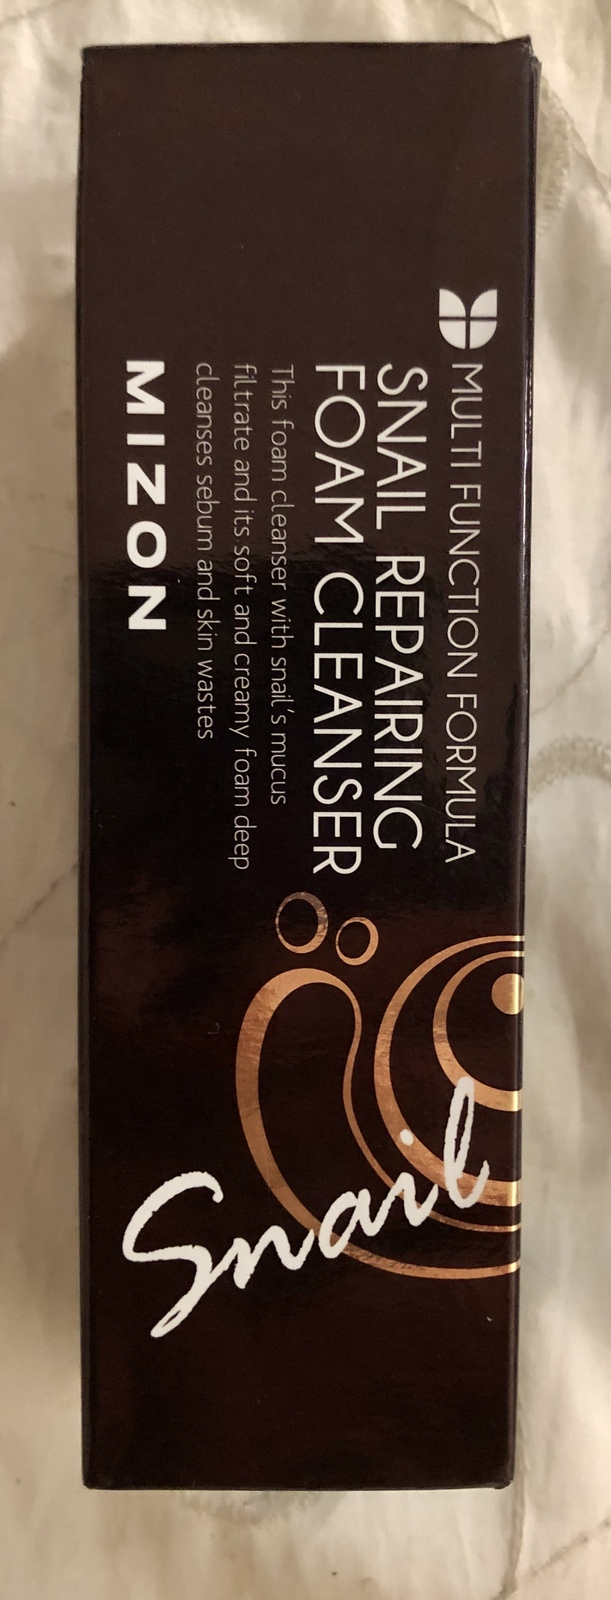 MULTI FUNCTION FORMULA
SNAIL REPAIRING
FOAM CLEANSER
This foam cleanser with snail's mucus
filtrate and its soft and creamy foam deep
cleanses sebum and skin wastes
MIZON
Snail